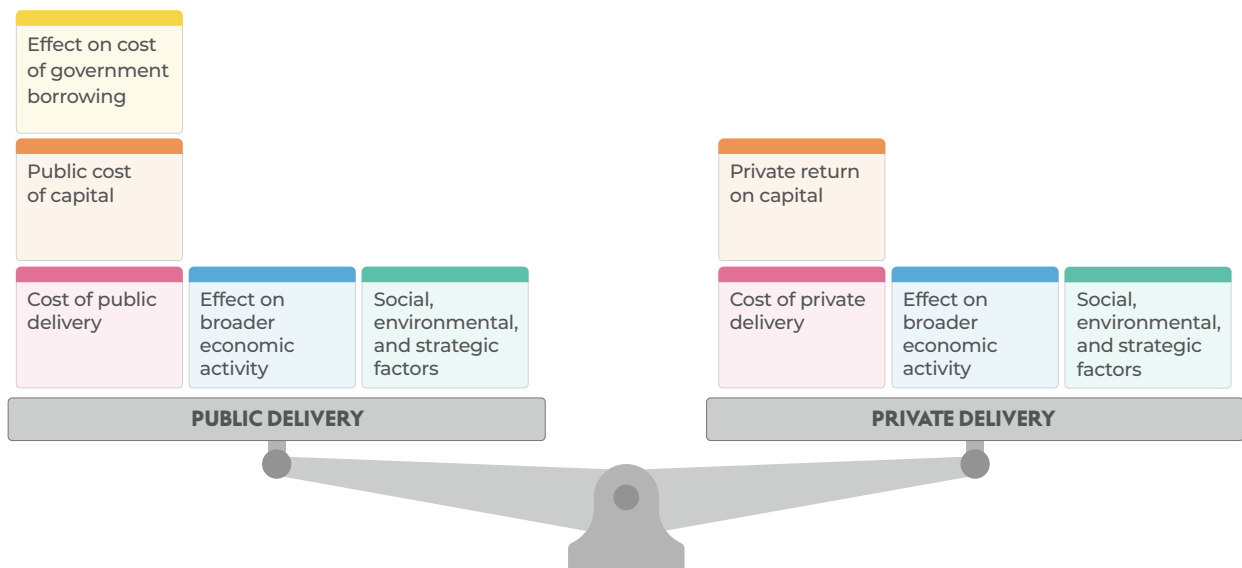 Effect on cost
of government
borrowing
Public cost
of capital
Private return
on capital
Cost of public
delivery
Effect on
broader
economic
activity
Social,
environmental,
and strategic
factors
Cost of private
delivery
Effect on
broader
economic
activity
Social,
environmental,
and strategic
factors
PUBLIC DELIVERY
PRIVATE DELIVERY